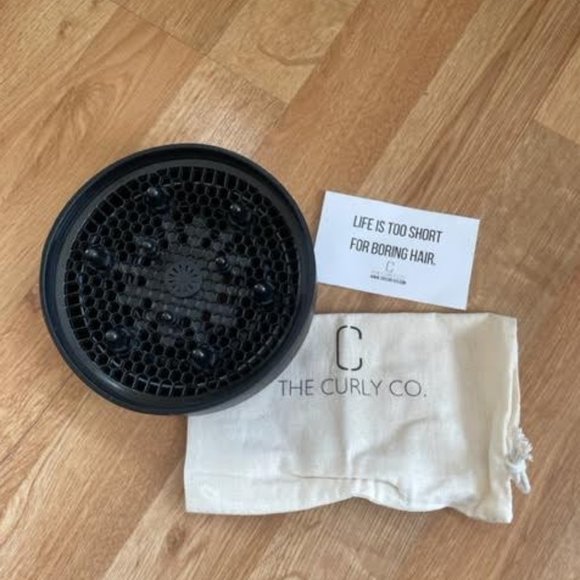 LIFE IS TOO SHORT
FOR BORING HAIR.
C
THE CURLY CO.